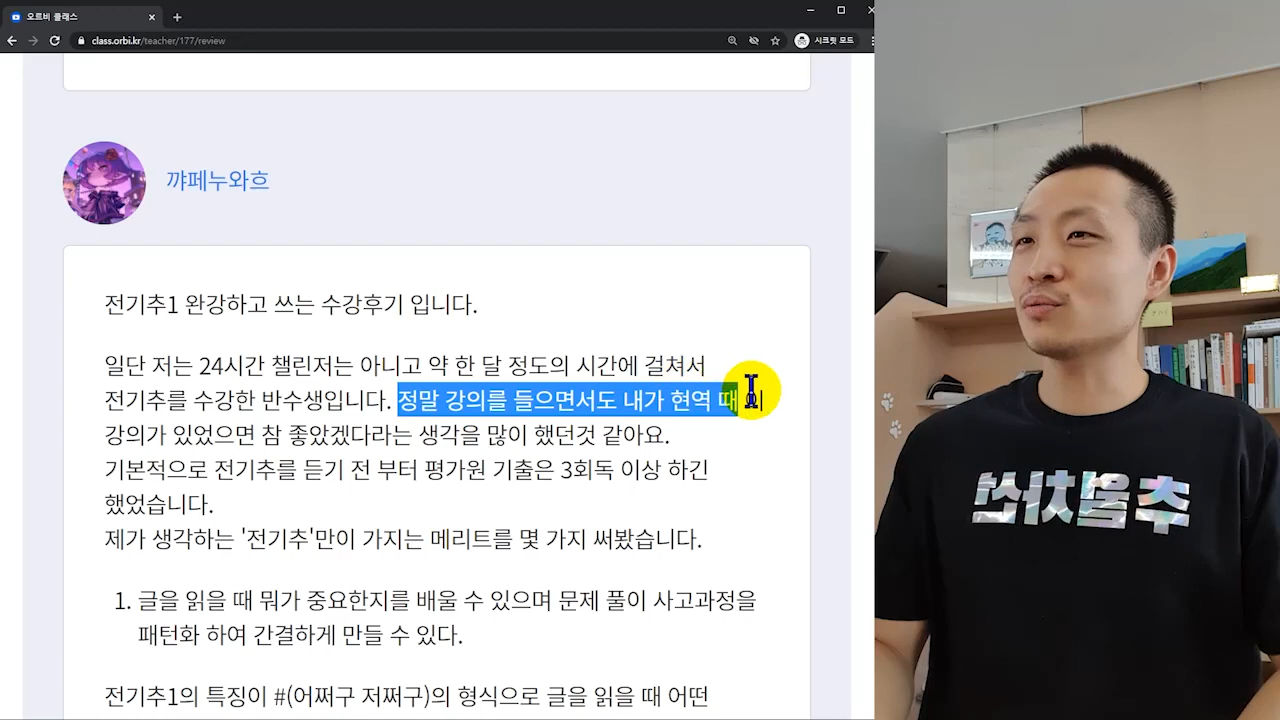 오르비 클래스
class.orbi.kr/teacher/177/review
시크릿 모드
꺄페누와흐
전기추1 완강하고 쓰는 수강후기 입니다.
일단 저는 24시간 챌린저는 아니고 약 한 달 정도의 시간에 걸쳐서
전기추를 수강한 반수생입니다. 정말 강의를 들으면서도 내가 현역 때
강의가 있었으면 참 좋았겠다라는 생각을 많이 했던것 같아요.
기본적으로 전기추를 듣기 전 부터 평가원 기출은 3회독 이상 하긴
했었습니다.
제가 생각하는 '전기추'만이 가지는 메리트를 몇 가지 써봤습니다.
1. 글을 읽을 때 뭐가 중요한지를 배울 수 있으며 문제 풀이 사고과정을
패턴화 하여 간결하게 만들 수 있다.
전기추1의 특징이 #(어쩌구 저쩌구)의 형식으로 글을 읽을 때 어떤